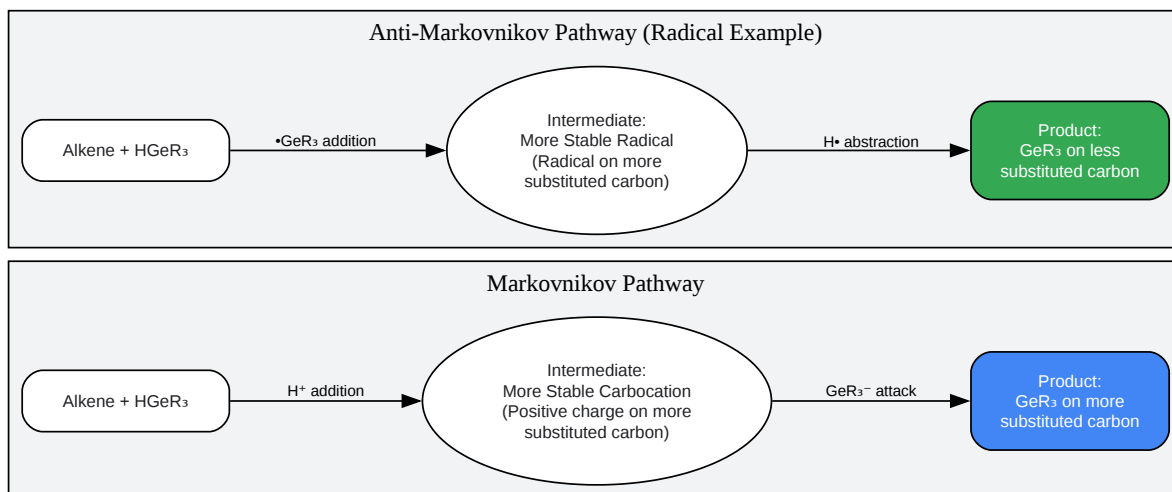 Anti-Markovnikov Pathway (Radical Example)
Alkene + HGeR₃
•GeR₃ addition
Intermediate:
More Stable Radical
(Radical on more
substituted carbon)
H• abstraction
Product:
GeR₃ on less
substituted carbon
Markovnikov Pathway
Alkene + HGeR₃
H⁺ addition
Intermediate:
More Stable Carbocation
(Positive charge on more
substituted carbon)
GeR₃⁻ attack
Product:
GeR₃ on more
substituted carbon